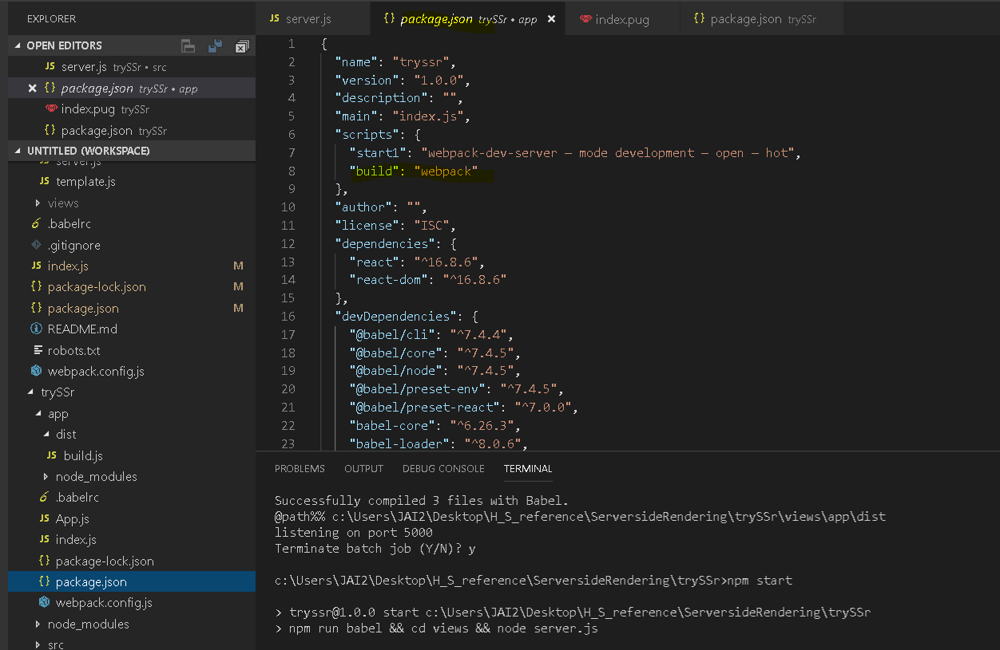 EXPLORER
OPEN EDITORS
JS server.js trySSr • src
{} package.json trySSr • app
index.pug trySSr
{} package.json trySSr
UNTITLED (WORKSPACE)
JS server.js
JS template.js
views
.babelrc
.gitignore
JS index.js M
{} package-lock.json M
{} package.json M
README.md
robots.txt
webpack.config.js
trySSr
app
dist
JS build.js
node_modules
.babelrc
JS App.js
JS index.js
{} package-lock.json
{} package.json
webpack.config.js
node_modules
src
JS server.js {} package.json trySSr • app index.pug {} package.json trySSr
1 {
2 "name": "tryssr",
3 "version": "1.0.0",
4 "description": "",
5 "main": "index.js",
6 "scripts": {
7 "start1": "webpack-dev-server — mode development — open — hot",
8 "build": "webpack"
9 },
10 "author": "",
11 "license": "ISC",
12 "dependencies": {
13 "react": "^16.8.6",
14 "react-dom": "^16.8.6"
15 },
16 "devDependencies": {
17 "@babel/cli": "^7.4.4",
18 "@babel/core": "^7.4.5",
19 "@babel/node": "^7.4.5",
20 "@babel/preset-env": "^7.4.5",
21 "@babel/preset-react": "^7.0.0",
22 "babel-core": "^6.26.3",
23 "babel-loader": "^8.0.6",
PROBLEMS OUTPUT DEBUG CONSOLE TERMINAL
Successfully compiled 3 files with Babel.
@path%% c:\Users\JAI2\Desktop\H_S_reference\ServersideRendering\trySSr\views\app\dist
listening on port 5000
Terminate batch job (Y/N)? y
c:\Users\JAI2\Desktop\H_S_reference\ServersideRendering\trySSr>npm start
> tryssr@1.0.0 start c:\Users\JAI2\Desktop\H_S_reference\ServersideRendering\trySSr
> npm run babel && cd views && node server.js